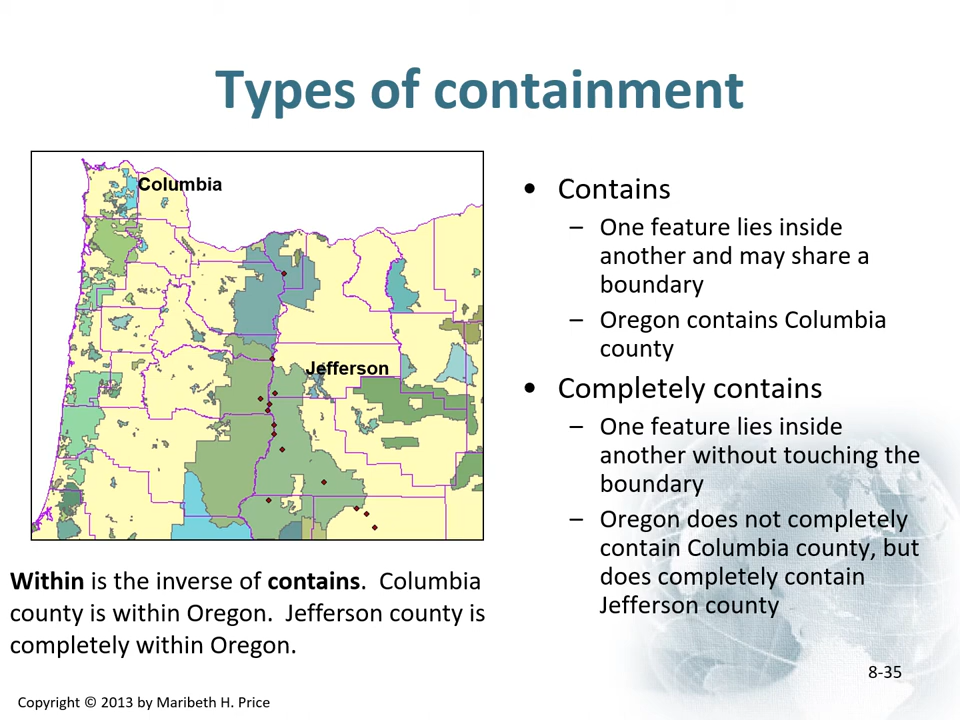 Types of containment
Columbia
Jefferson
• Contains
– One feature lies inside
another and may share a
boundary
– Oregon contains Columbia
county
• Completely contains
– One feature lies inside
another without touching the
boundary
– Oregon does not completely
contain Columbia county, but
does completely contain
Jefferson county
Within is the inverse of contains. Columbia
county is within Oregon. Jefferson county is
completely within Oregon.
8-35
Copyright © 2013 by Maribeth H. Price